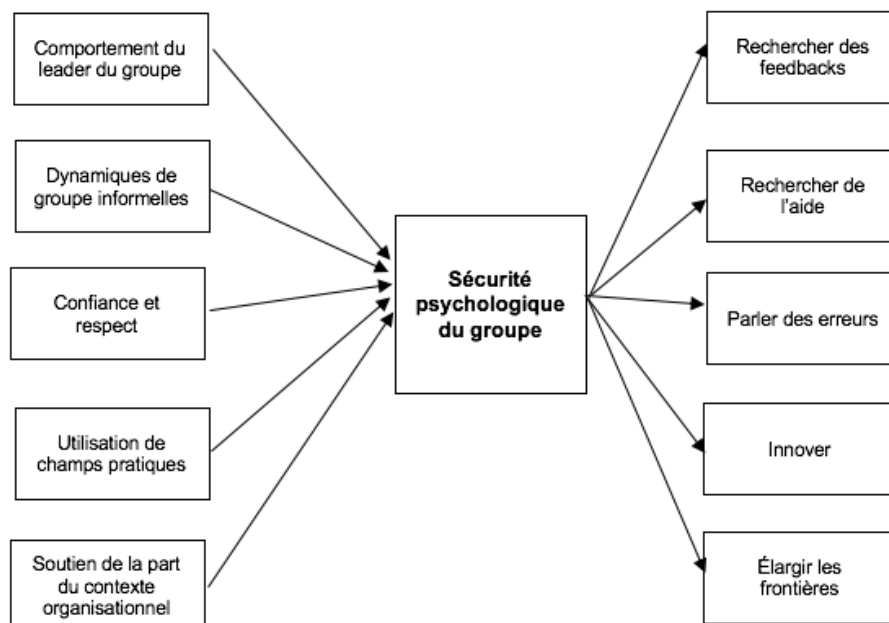 Comportement du
leader du groupe
Dynamiques de
groupe informelles
Confiance et
respect
Utilisation de
champs pratiques
Soutien de la part
du contexte
organisationnel
Sécurité
psychologique
du groupe
Rechercher des
feedbacks
Rechercher de
l'aide
Parler des erreurs
Innover
Élargir les
frontières